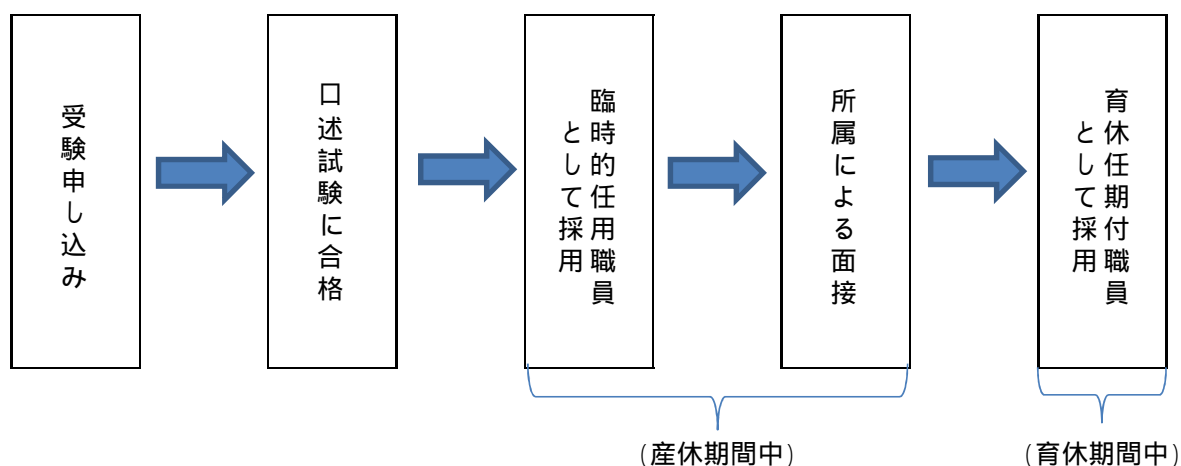 受験申し込み
口述試験に合格
臨時的任用職員
として採用
所属による面接
育休任期付職員
として採用
(産休期間中)
(育休期間中)